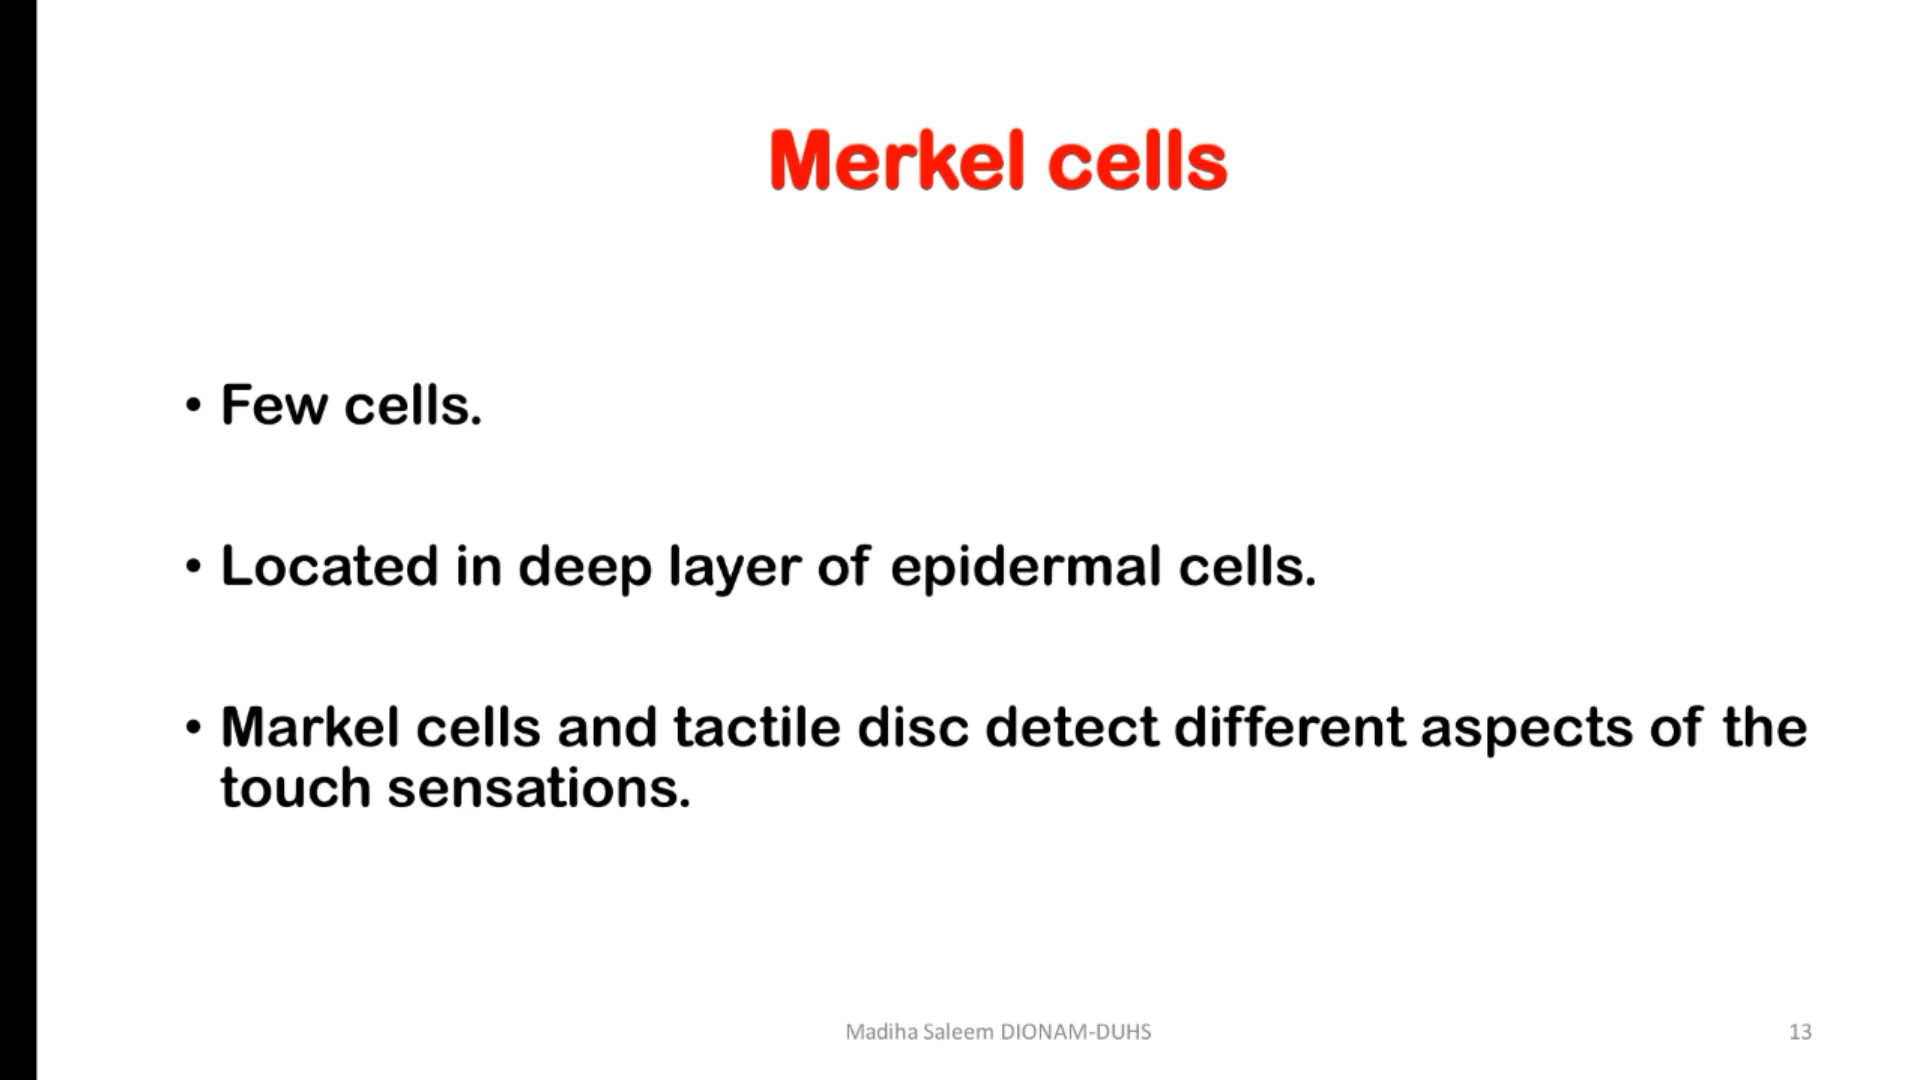 Merkel cells
• Few cells.
• Located in deep layer of epidermal cells.
• Markel cells and tactile disc detect different aspects of the
touch sensations.
Madiha Saleem DIONAM-DUHS
13